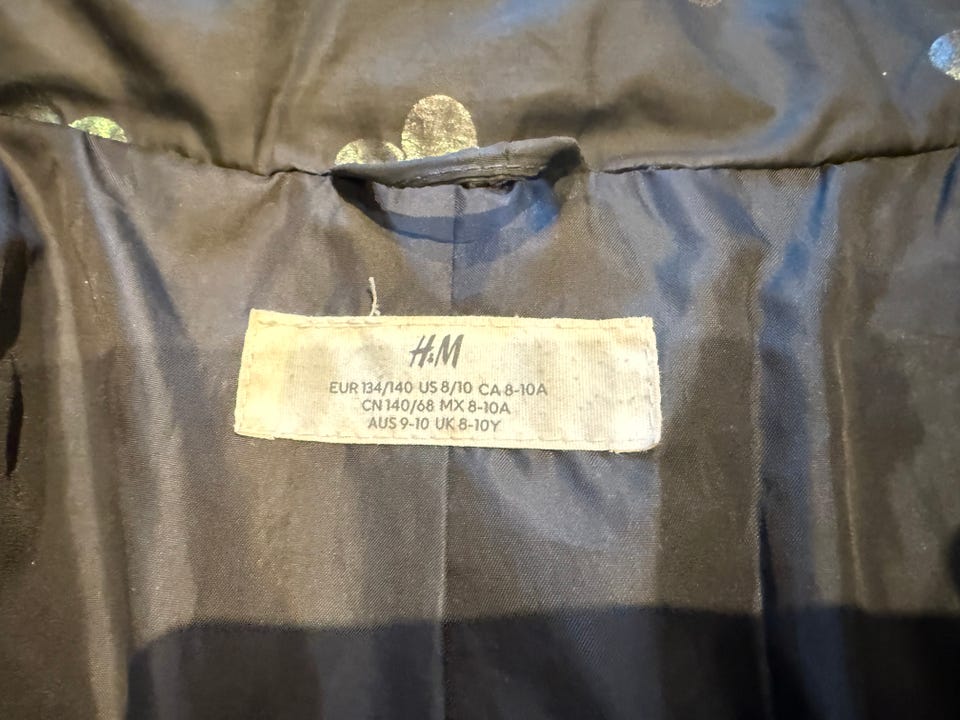 H&M
EUR 134/140 US 8/10 CA 8-10A
CN 140/68 MX 8-10A
AUS 9-10 UK 8-10Y